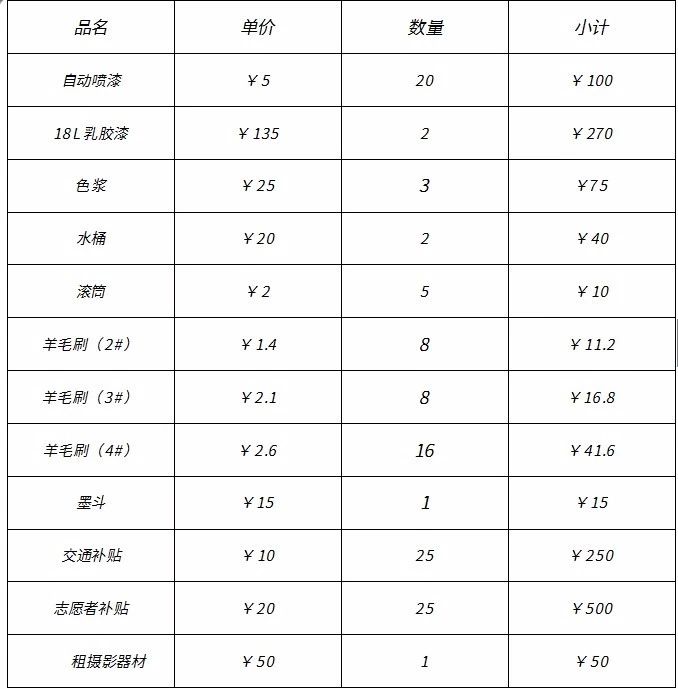 品名 单价 数量 小计
自动喷漆 ￥5 20 ￥100
18L乳胶漆 ￥135 2 ￥270
色浆 ￥25 3 ￥75
水桶 ￥20 2 ￥40
滚筒 ￥2 5 ￥10
羊毛刷（2#） ￥1.4 8 ￥11.2
羊毛刷（3#） ￥2.1 8 ￥16.8
羊毛刷（4#） ￥2.6 16 ￥41.6
墨斗 ￥15 1 ￥15
交通补贴 ￥10 25 ￥250
志愿者补贴 ￥20 25 ￥500
租摄影器材 ￥50 1 ￥50